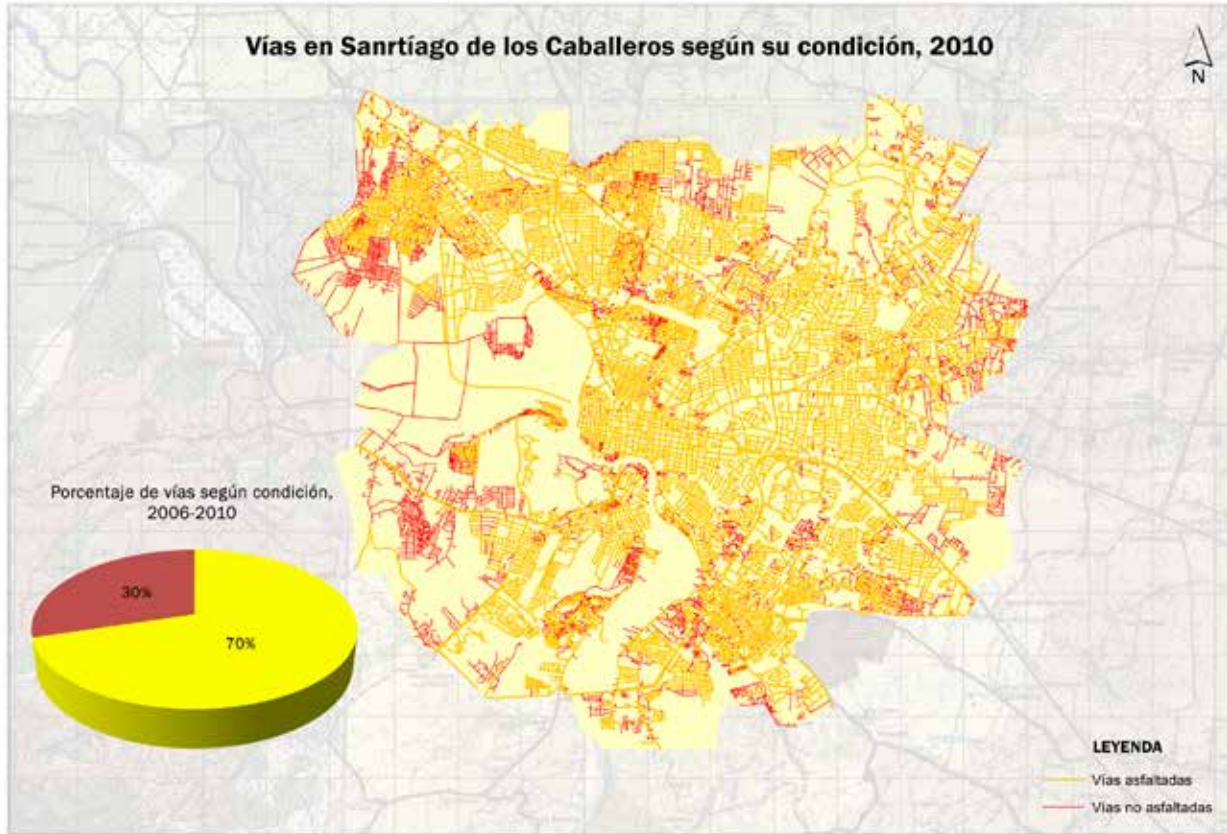 Vías en Sanrtíago de los Caballeros según su condición, 2010
N
Porcentaje de vías según condición,
2006-2010
30%
70%
LEYENDA
Vías asfaltadas
Vías no asfaltadas